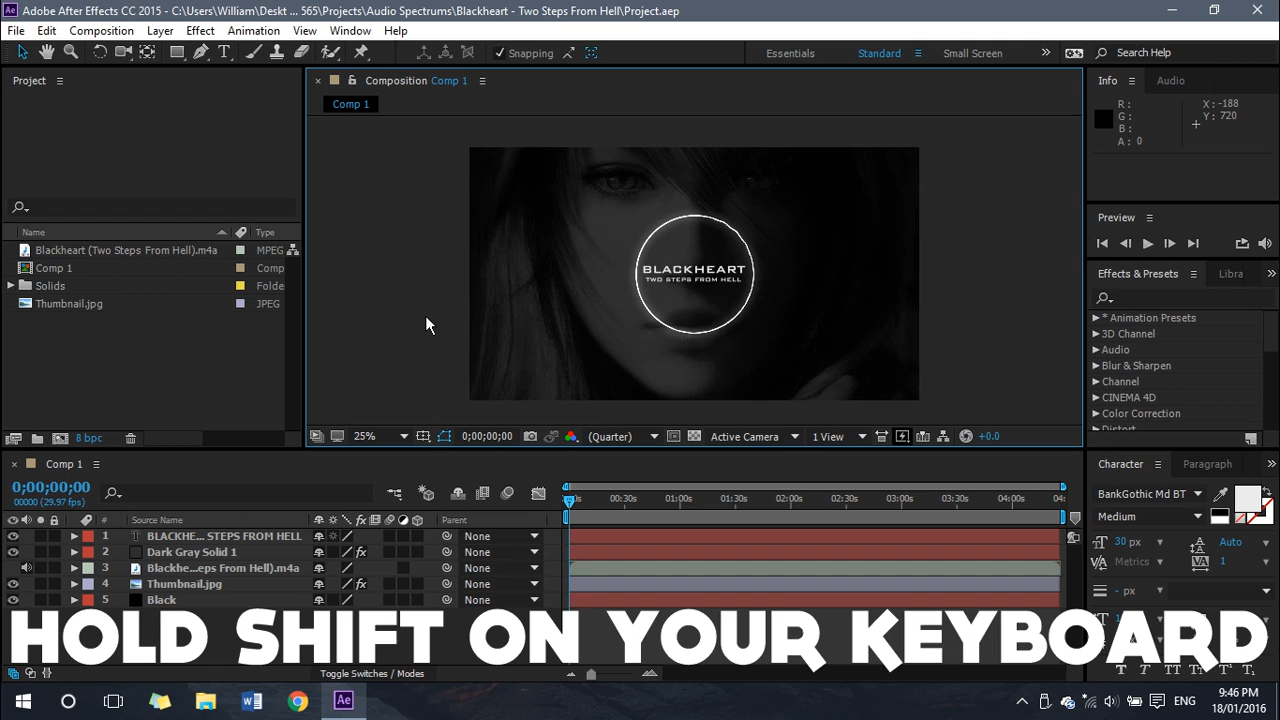 Adobe After Effects CC 2015 - C:\Users\William\Deskt ... 565\Projects\Audio Spectrums\Blackheart - Two Steps From Hell\Project.aep
File Edit Composition Layer Effect Animation View Window Help
Snapping Essentials Standard Small Screen Search Help
Project
Name Type
Blackheart (Two Steps From Hell).m4a MPEG
Comp 1 Comp
Solids Folde
Thumbnail.jpg JPEG
8 bpc
Composition Comp 1
Comp 1
BLACKHEART
TWO STEPS FROM HELL
25% 0;00;00;00 (Quarter) Active Camera 1 View +0.0
Info Audio
R : X : -188
G : Y : 720
B :
A : 0
Preview
Effects & Presets Libra
* Animation Presets
3D Channel
Audio
Blur & Sharpen
Channel
CINEMA 4D
Color Correction
Distort
Comp 1
0;00;00;00
00000 (29.97 fps)
00:30s 01:00s 01:30s 02:00s 02:30s 03:00s 03:30s 04:00s 04:
# Source Name Parent
1 BLACKHE... STEPS FROM HELL None
2 Dark Gray Solid 1 fx None
3 Blackhe...eps From Hell).m4a None
4 Thumbnail.jpg fx None
5 Black None
Toggle Switches / Modes
Character Paragraph
BankGothic Md BT
Medium
30 px Auto
Metrics 1
- px
HOLD SHIFT ON YOUR KEYBOARD
ENG
9:46 PM
18/01/2016